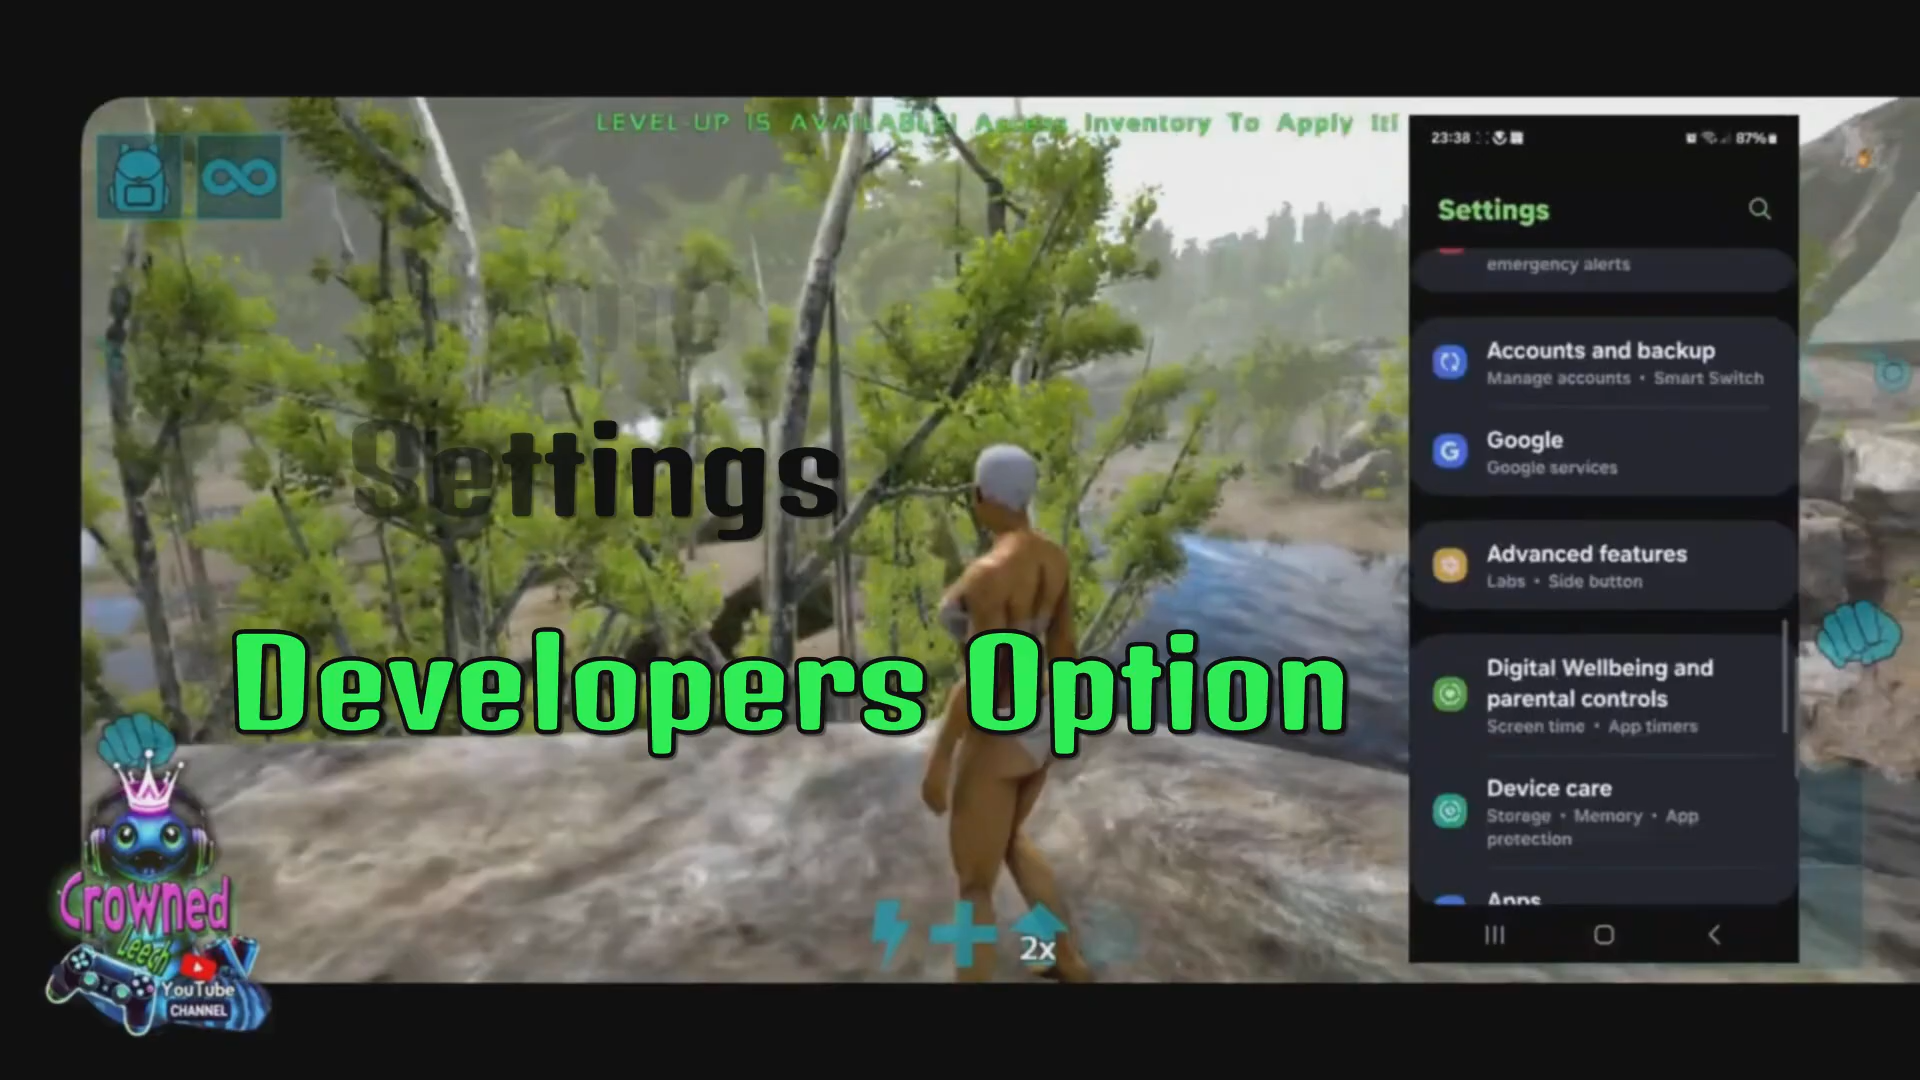 LEVEL-UP IS AVAILABLE! Access Inventory To Apply It!
23:38
87%
Settings
emergency alerts
Accounts and backup
Manage accounts • Smart Switch
Google
Google services
Advanced features
Labs • Side button
Digital Wellbeing and
parental controls
Screen time • App timers
Device care
Storage • Memory • App
protection
Apps
Settings
Developers Option
2x
Crowned
Leech
YouTube
CHANNEL